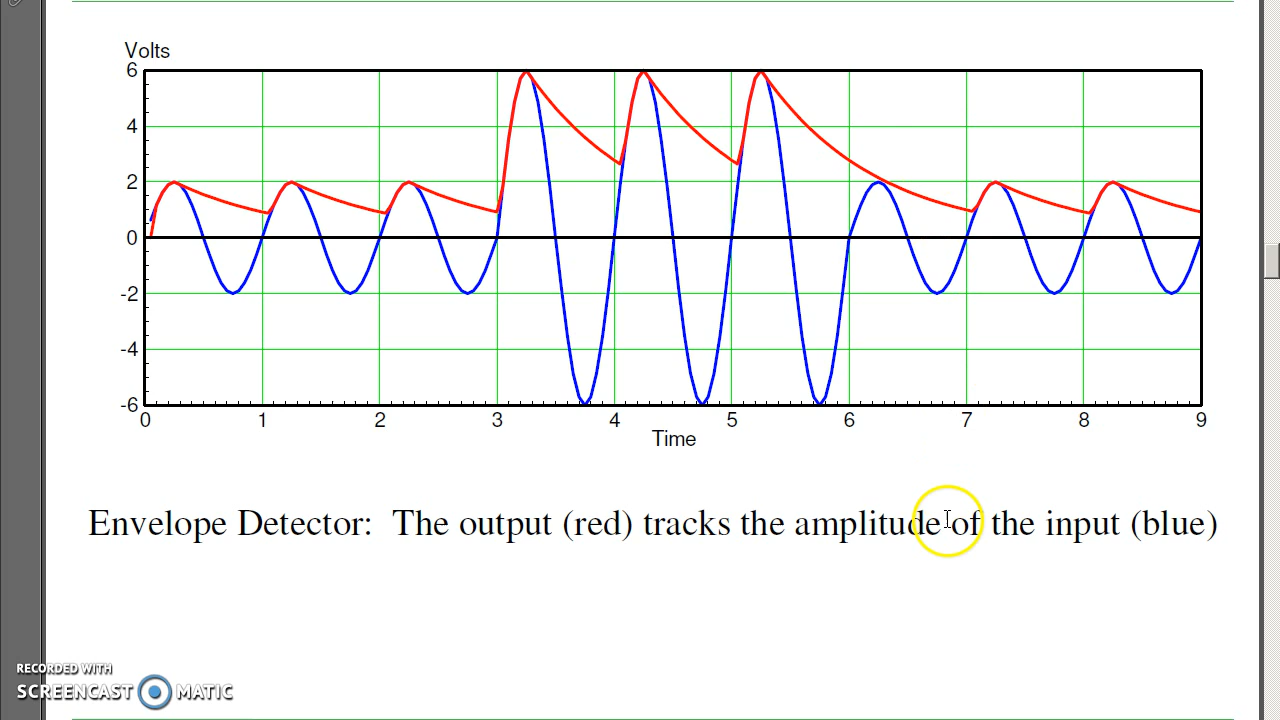 Volts
6
4
2
0
-2
-4
-6
0 1 2 3 4 5 6 7 8 9
Time
Envelope Detector: The output (red) tracks the amplitude of the input (blue)
RECORDED WITH
SCREENCAST MATIC